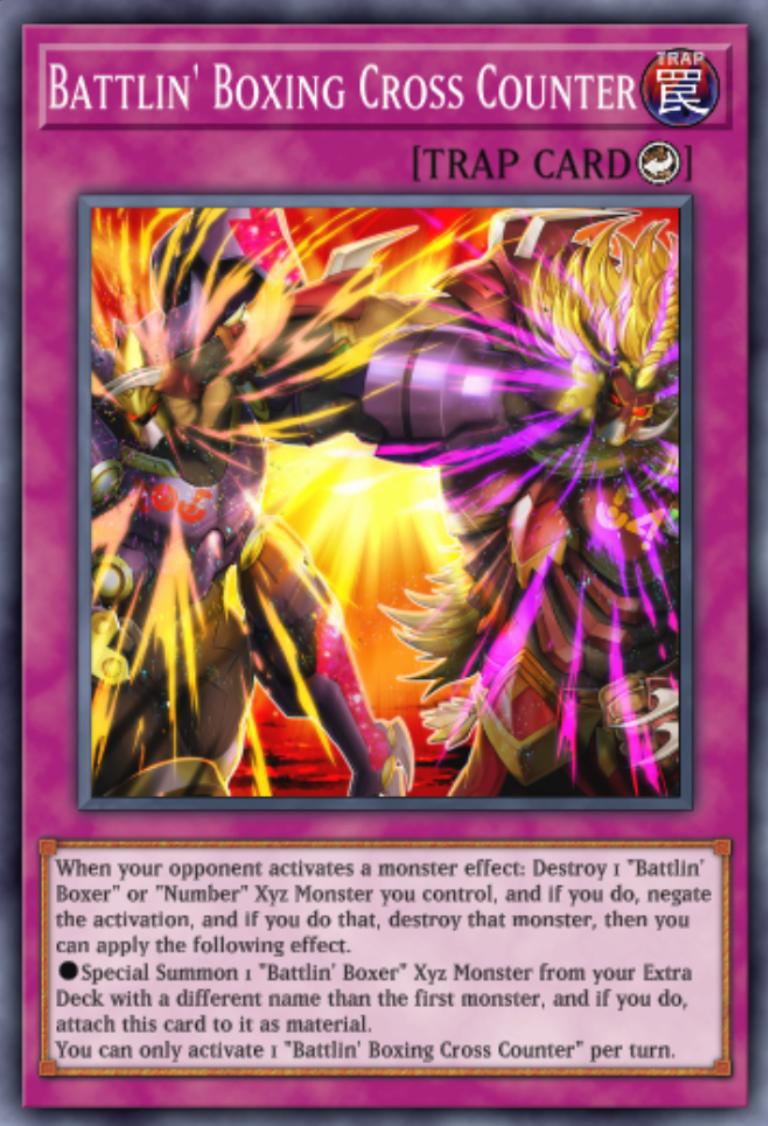 BATTLIN' BOXING CROSS COUNTER
TRAP
罠
[TRAP CARD]
When your opponent activates a monster effect: Destroy 1 "Battlin'
Boxer" or "Number" Xyz Monster you control, and if you do, negate
the activation, and if you do that, destroy that monster, then you
can apply the following effect.
●Special Summon 1 "Battlin' Boxer" Xyz Monster from your Extra
Deck with a different name than the first monster, and if you do,
attach this card to it as material.
You can only activate 1 "Battlin' Boxing Cross Counter" per turn.